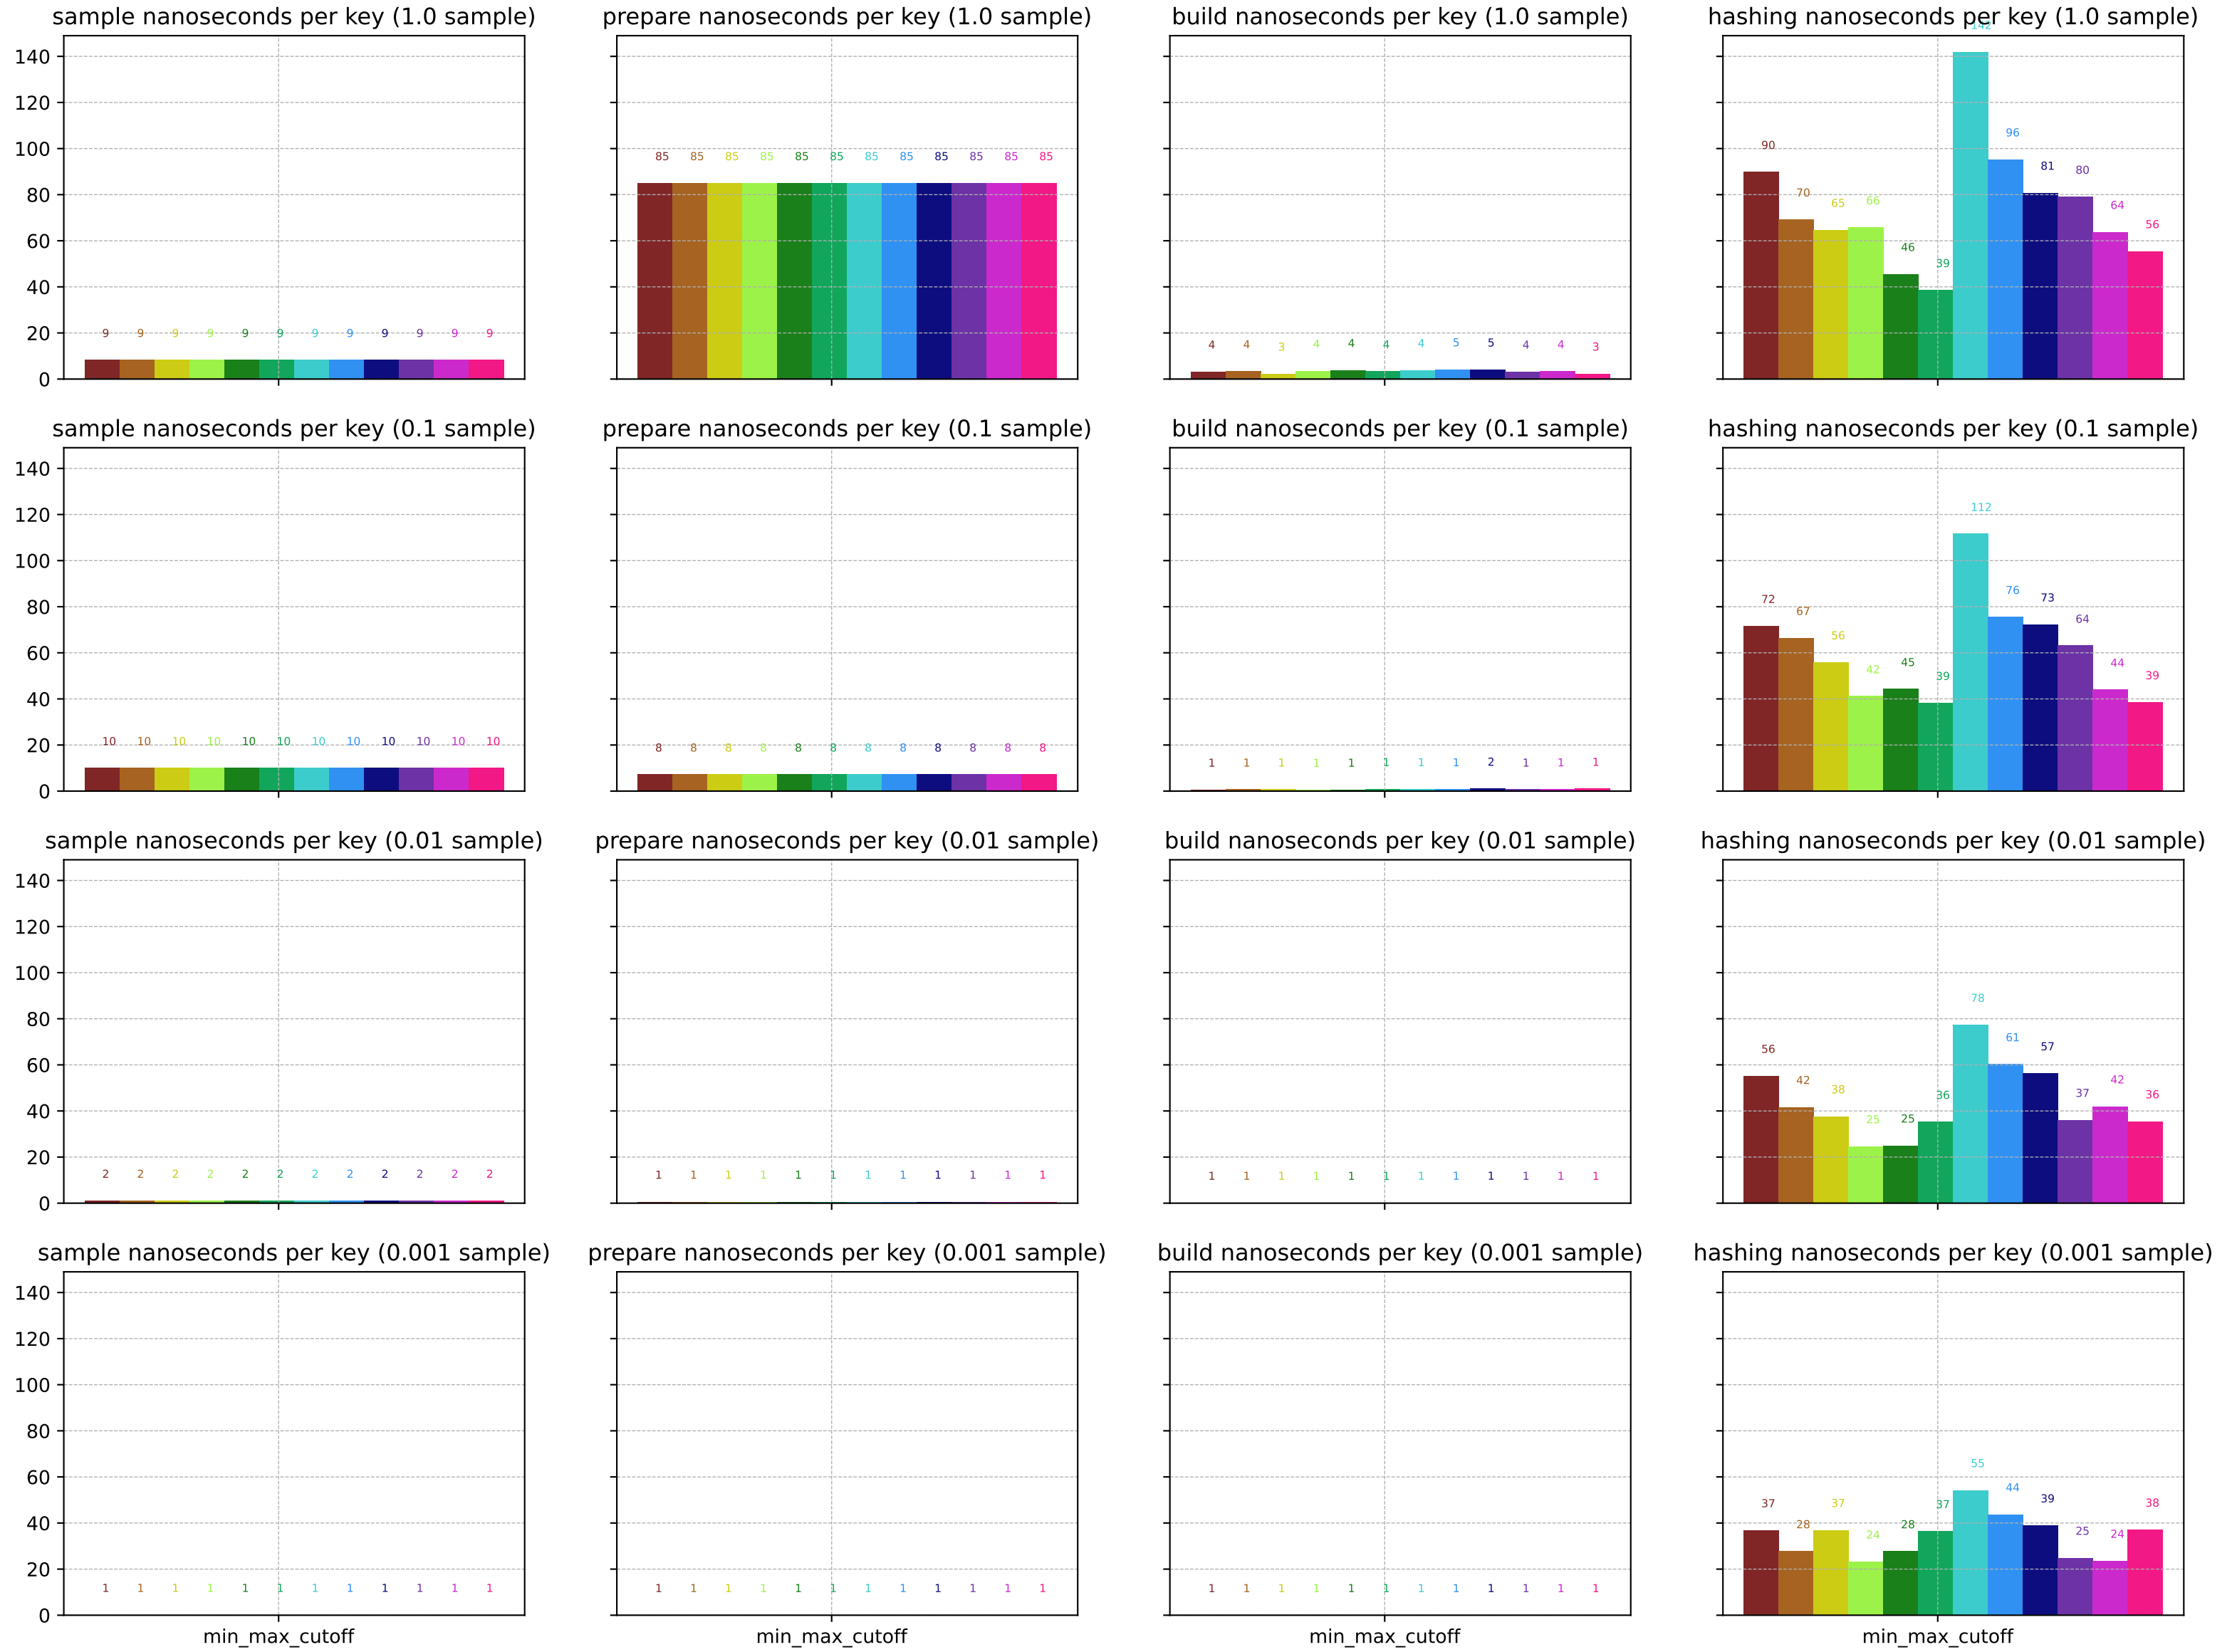 sample nanoseconds per key (1.0 sample)
prepare nanoseconds per key (1.0 sample)
build nanoseconds per key (1.0 sample)
hashing nanoseconds per key (1.0 sample)
140
120
100
80
60
40
20
0
9 9 9 9 9 9 9 9 9 9 9 9
85 85 85 85 85 85 85 85 85 85 85 85
4 4 3 4 4 4 4 5 5 4 4 3
90 70 65 66 46 39 142 96 81 80 64 56
sample nanoseconds per key (0.1 sample)
prepare nanoseconds per key (0.1 sample)
build nanoseconds per key (0.1 sample)
hashing nanoseconds per key (0.1 sample)
140
120
100
80
60
40
20
0
10 10 10 10 10 10 10 10 10 10 10 10
8 8 8 8 8 8 8 8 8 8 8 8
1 1 1 1 1 1 1 1 2 1 1 1
72 67 56 42 45 39 112 76 73 64 44 39
sample nanoseconds per key (0.01 sample)
prepare nanoseconds per key (0.01 sample)
build nanoseconds per key (0.01 sample)
hashing nanoseconds per key (0.01 sample)
140
120
100
80
60
40
20
0
2 2 2 2 2 2 2 2 2 2 2 2
1 1 1 1 1 1 1 1 1 1 1 1
1 1 1 1 1 1 1 1 1 1 1 1
56 42 38 25 25 36 78 61 57 37 42 36
sample nanoseconds per key (0.001 sample)
prepare nanoseconds per key (0.001 sample)
build nanoseconds per key (0.001 sample)
hashing nanoseconds per key (0.001 sample)
140
120
100
80
60
40
20
0
1 1 1 1 1 1 1 1 1 1 1 1
1 1 1 1 1 1 1 1 1 1 1 1
1 1 1 1 1 1 1 1 1 1 1 1
37 28 37 24 28 37 55 44 39 25 24 38
min_max_cutoff
min_max_cutoff
min_max_cutoff
min_max_cutoff